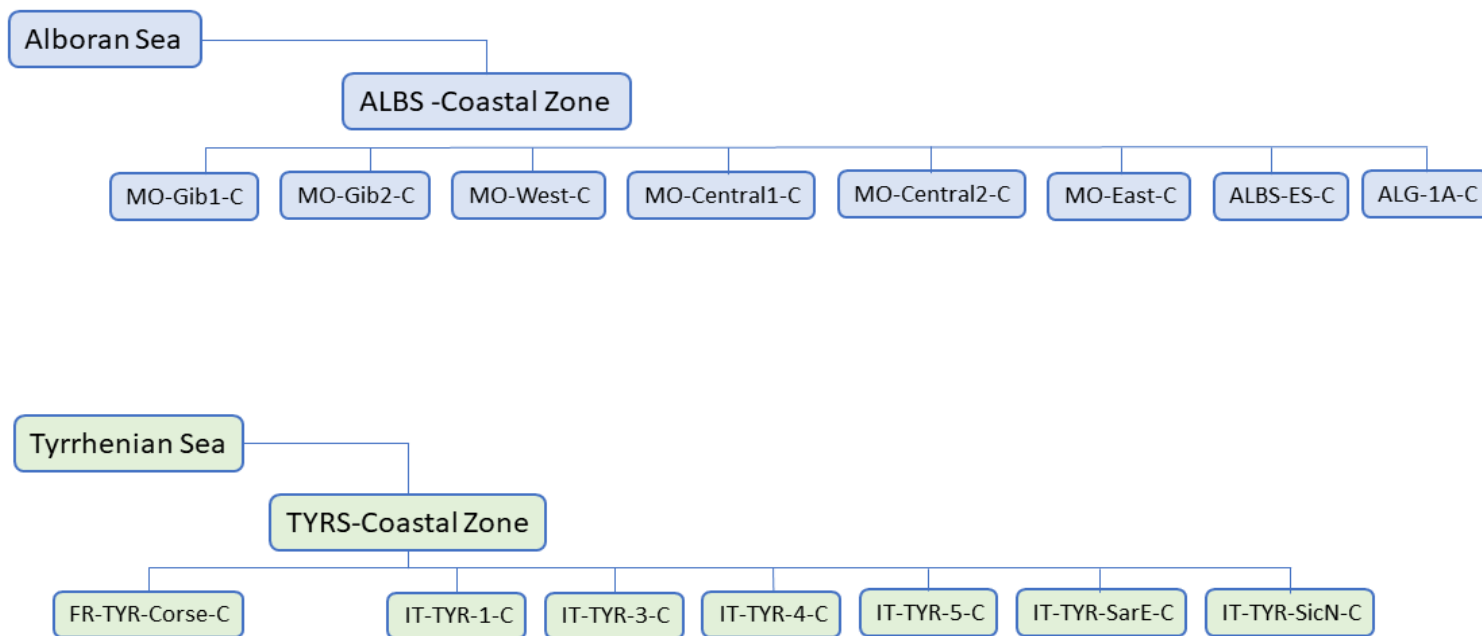 Alboran Sea
ALBS -Coastal Zone
MO-Gib1-C
MO-Gib2-C
MO-West-C
MO-Central1-C
MO-Central2-C
MO-East-C
ALBS-ES-C
ALG-1A-C
Tyrrhenian Sea
TYRS-Coastal Zone
FR-TYR-Corse-C
IT-TYR-1-C
IT-TYR-3-C
IT-TYR-4-C
IT-TYR-5-C
IT-TYR-SarE-C
IT-TYR-SicN-C